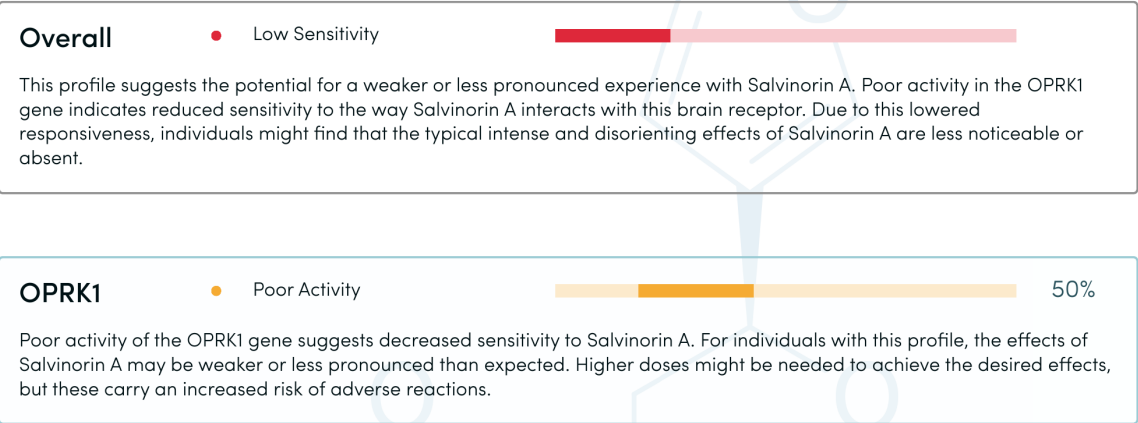 Overall
Low Sensitivity
This profile suggests the potential for a weaker or less pronounced experience with Salvinorin A. Poor activity in the OPRK1
gene indicates reduced sensitivity to the way Salvinorin A interacts with this brain receptor. Due to this lowered
responsiveness, individuals might find that the typical intense and disorienting effects of Salvinorin A are less noticeable or
absent.
OPRK1
Poor Activity
50%
Poor activity of the OPRK1 gene suggests decreased sensitivity to Salvinorin A. For individuals with this profile, the effects of
Salvinorin A may be weaker or less pronounced than expected. Higher doses might be needed to achieve the desired effects,
but these carry an increased risk of adverse reactions.